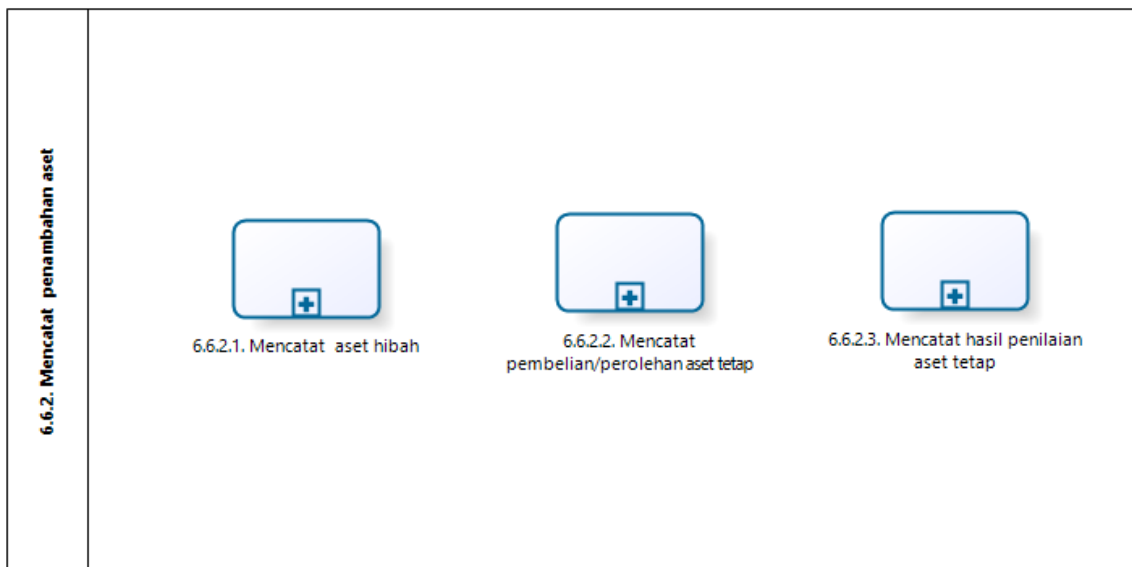 6.6.2. Mencatat penambahan aset
6.6.2.1. Mencatat aset hibah
6.6.2.2. Mencatat
pembelian/perolehan aset tetap
6.6.2.3. Mencatat hasil penilaian
aset tetap